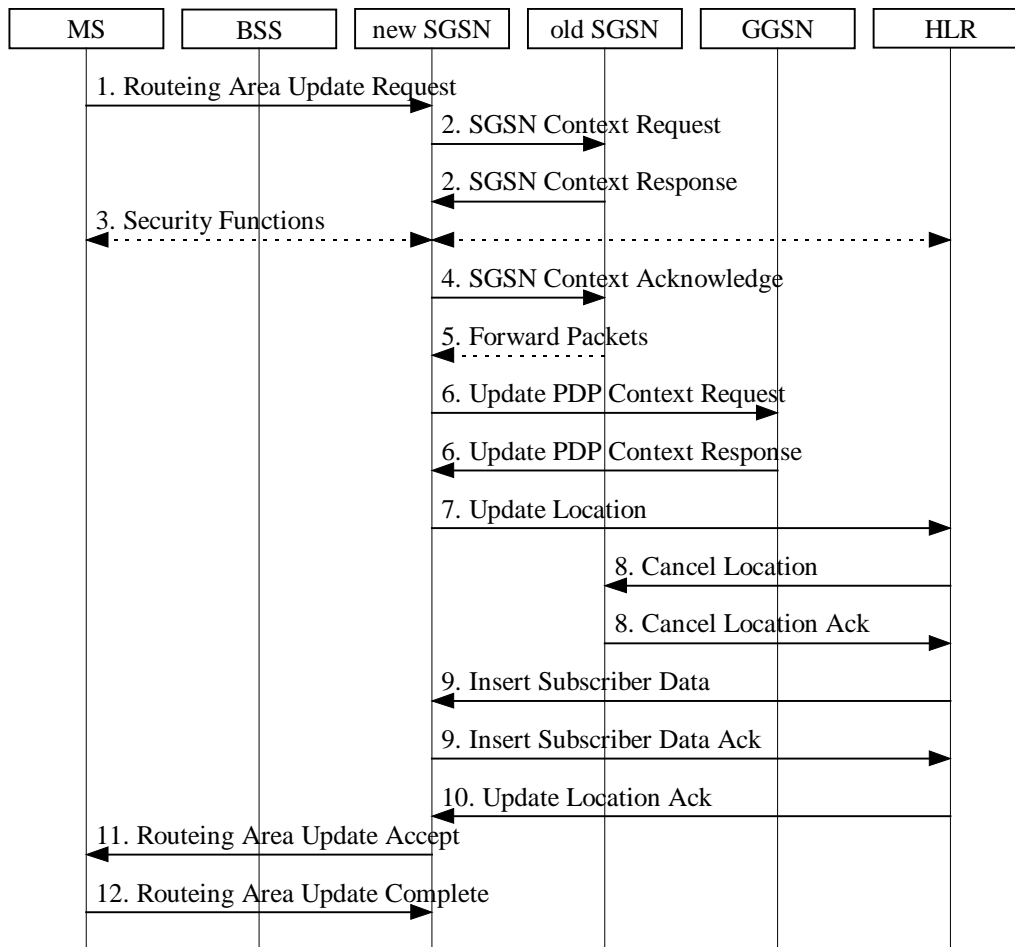 MS BSS new SGSN old SGSN GGSN HLR
1. Routeing Area Update Request
2. SGSN Context Request
2. SGSN Context Response
3. Security Functions
4. SGSN Context Acknowledge
5. Forward Packets
6. Update PDP Context Request
6. Update PDP Context Response
7. Update Location
8. Cancel Location
8. Cancel Location Ack
9. Insert Subscriber Data
9. Insert Subscriber Data Ack
10. Update Location Ack
11. Routeing Area Update Accept
12. Routeing Area Update Complete